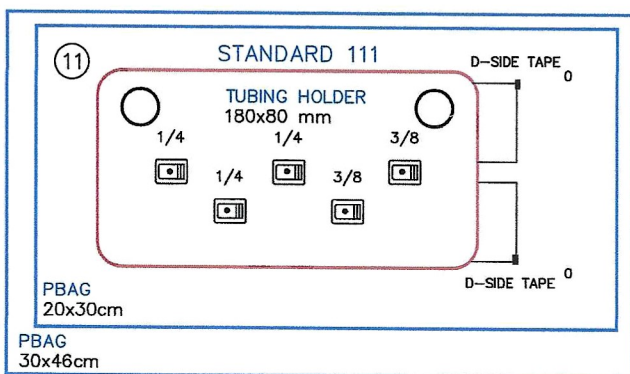 11
STANDARD 111
D-SIDE TAPE 0
TUBING HOLDER
180x80 mm
1/4 1/4 3/8
1/4 3/8
D-SIDE TAPE 0
PBAG
20x30cm
PBAG
30x46cm